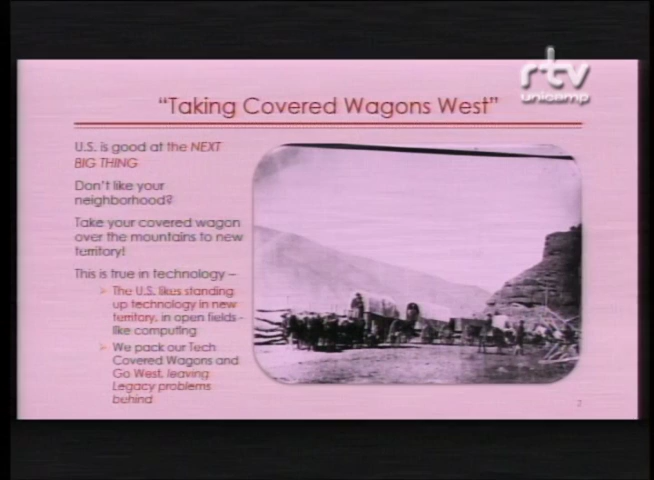 rtv
unicamp
"Taking Covered Wagons West"
U.S. is good at the NEXT
BIG THING
Don't like your
neighborhood?
Take your covered wagon
over the mountains to new
territory!
This is true in technology –
The U.S. likes standing
up technology in new
territory, in open fields -
like computing
We pack our Tech
Covered Wagons and
Go West, leaving
Legacy problems
behind
2